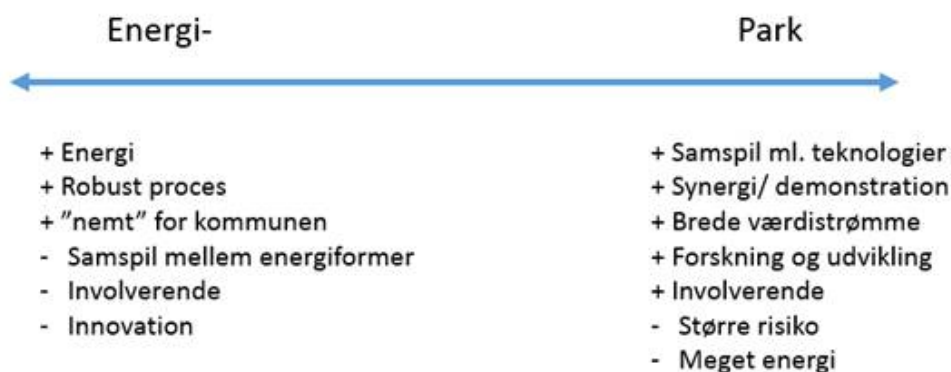 Energi-
Park
+ Energi
+ Robust proces
+ ”nemt” for kommunen
- Samspil mellem energiformer
- Involverende
- Innovation
+ Samspil ml. teknologier
+ Synergi/ demonstration
+ Brede værdistrømme
+ Forskning og udvikling
+ Involverende
- Større risiko
- Meget energi